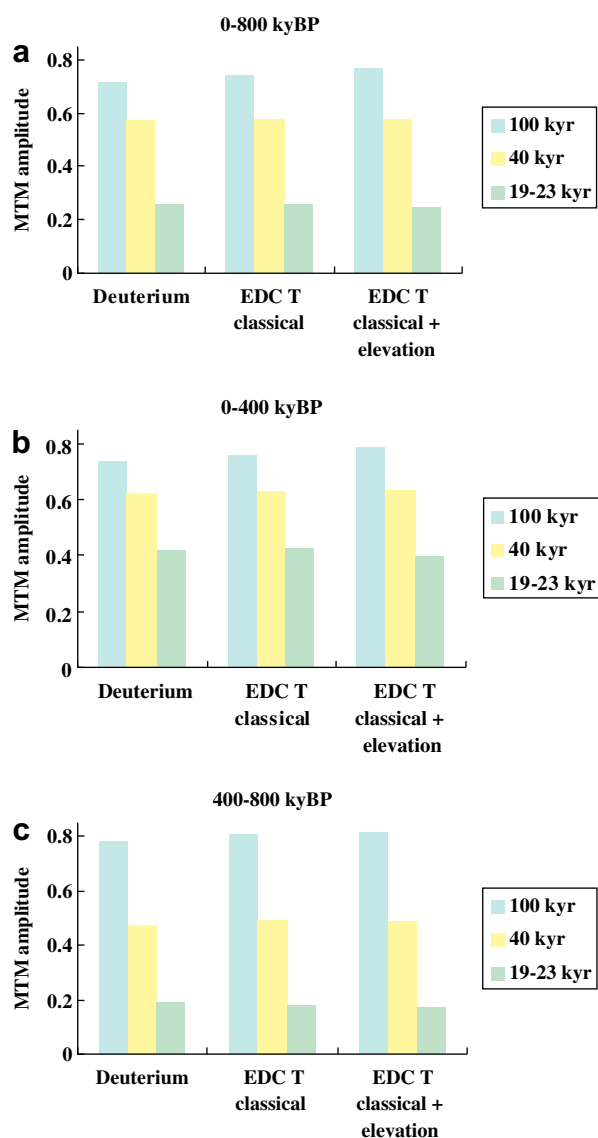 0-800 kyBP
a
MTM amplitude
0.8
0.6
0.4
0.2
0
Deuterium
EDC T
classical
EDC T
classical +
elevation
100 kyr
40 kyr
19-23 kyr
0-400 kyBP
b
MTM amplitude
0.8
0.6
0.4
0.2
0
Deuterium
EDC T
classical
EDC T
classical +
elevation
100 kyr
40 kyr
19-23 kyr
400-800 kyBP
c
MTM amplitude
0.8
0.6
0.4
0.2
0
Deuterium
EDC T
classical
EDC T
classical +
elevation
100 kyr
40 kyr
19-23 kyr